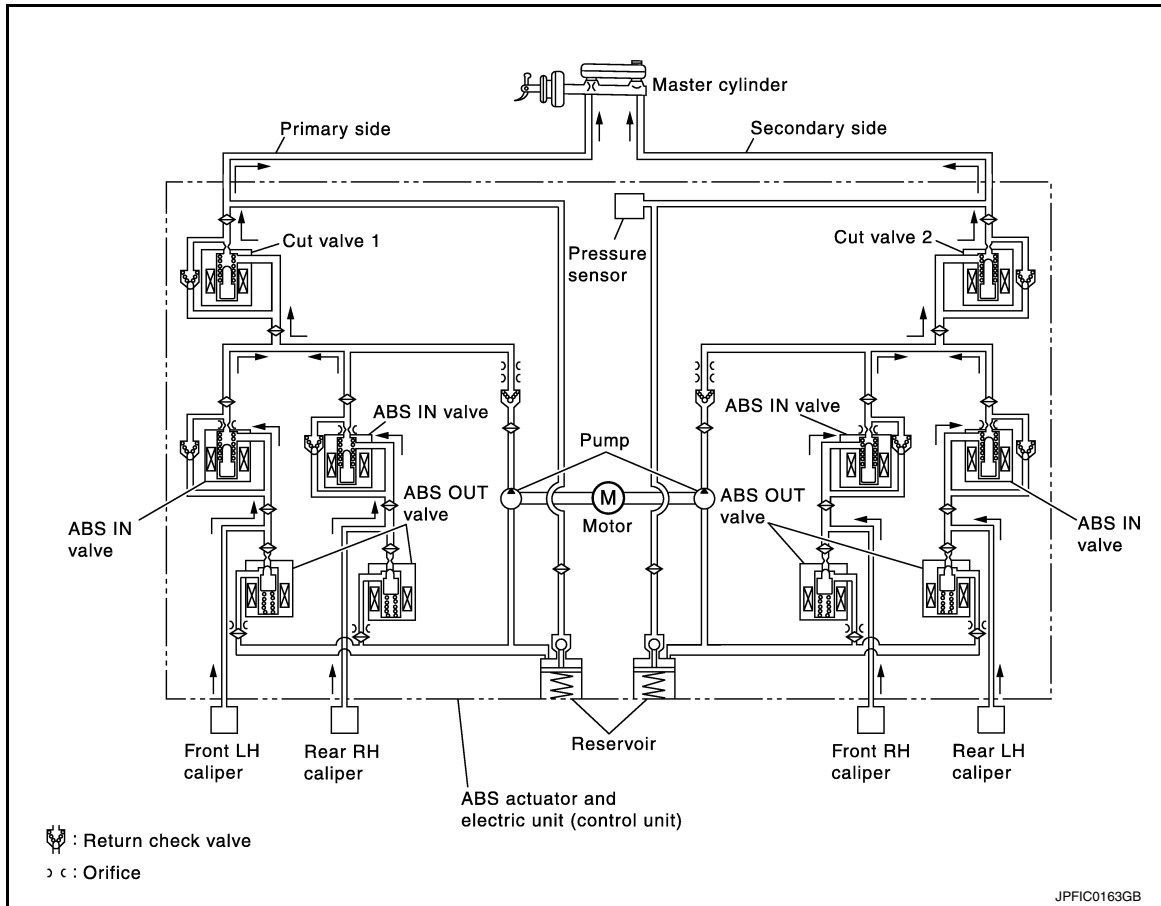 Master cylinder
Primary side
Secondary side
Cut valve 1
Pressure
sensor
Cut valve 2
ABS IN valve
ABS IN valve
Pump
ABS OUT
valve
M
Motor
ABS OUT
valve
ABS IN
valve
ABS IN
valve
Front LH
caliper
Rear RH
caliper
Reservoir
Front RH
caliper
Rear LH
caliper
ABS actuator and
electric unit (control unit)
: Return check valve
: Orifice
JPFIC0163GB